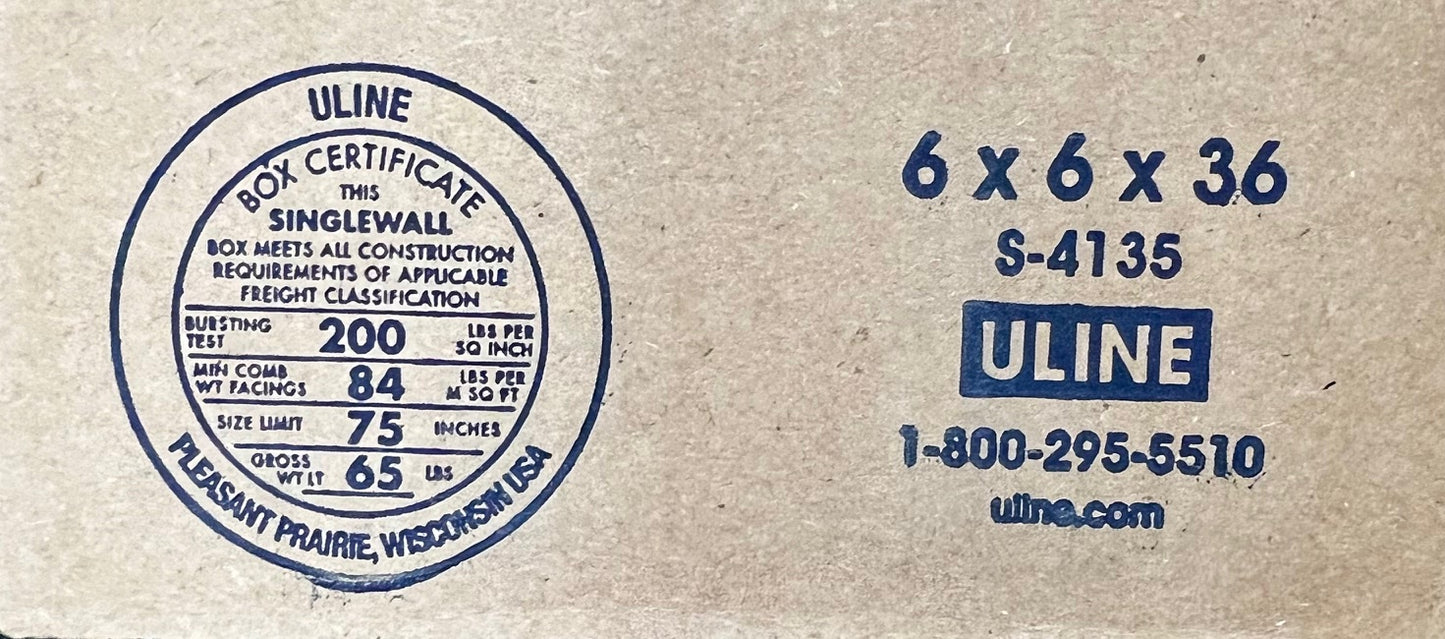 ULINE
BOX CERTIFICATE
THIS
SINGLEWALL
BOX MEETS ALL CONSTRUCTION
REQUIREMENTS OF APPLICABLE
FREIGHT CLASSIFICATION
BURSTING TEST 200 LBS PER SQ INCH
MIN COMB WT FACINGS 84 LBS PER M SQ FT
SIZE LIMIT 75 INCHES
GROSS WT LT 65 LBS
PLEASANT PRAIRIE, WISCONSIN USA
6 x 6 x 36
S-4135
ULINE
1-800-295-5510
uline.com